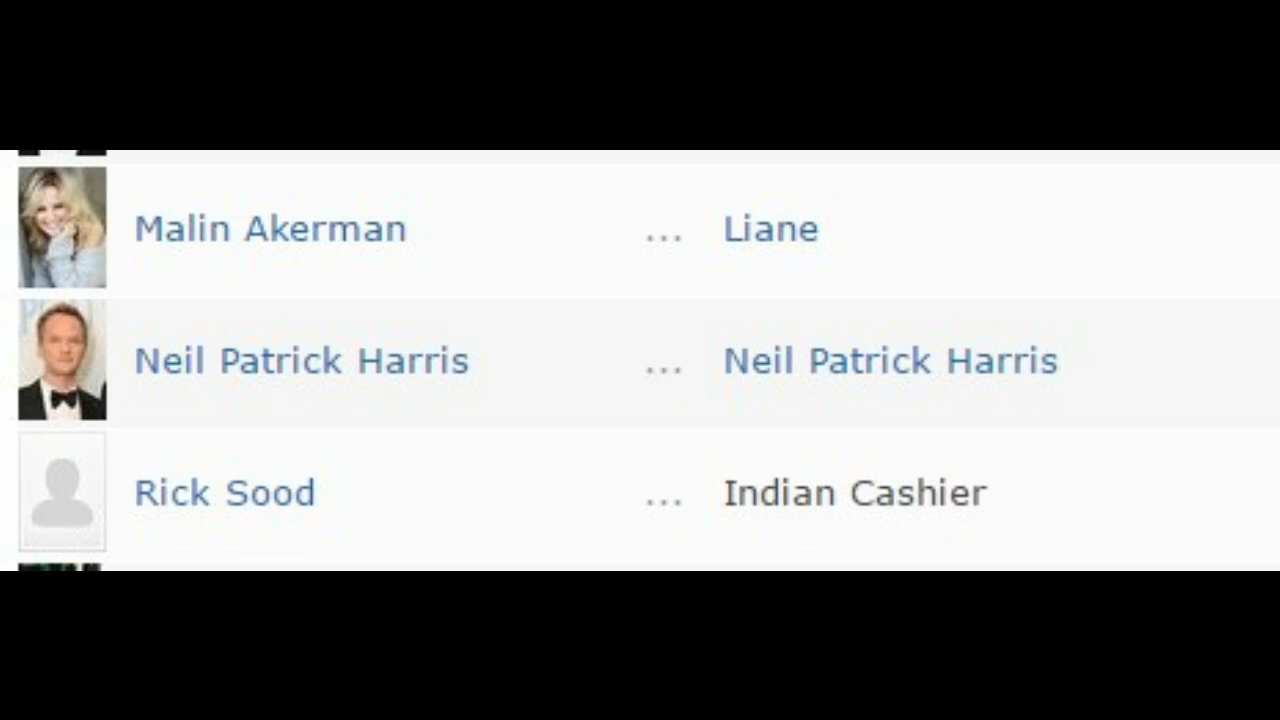 Malin Akerman ... Liane
Neil Patrick Harris ... Neil Patrick Harris
Rick Sood ... Indian Cashier